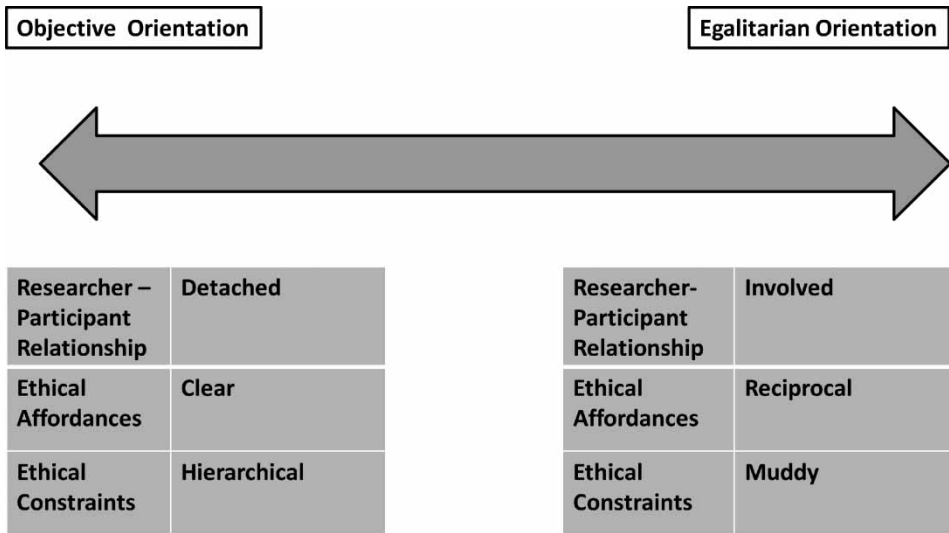 Objective Orientation
Egalitarian Orientation
Researcher –
Participant
Relationship
Detached
Ethical
Affordances
Clear
Ethical
Constraints
Hierarchical
Researcher-
Participant
Relationship
Involved
Ethical
Affordances
Reciprocal
Ethical
Constraints
Muddy